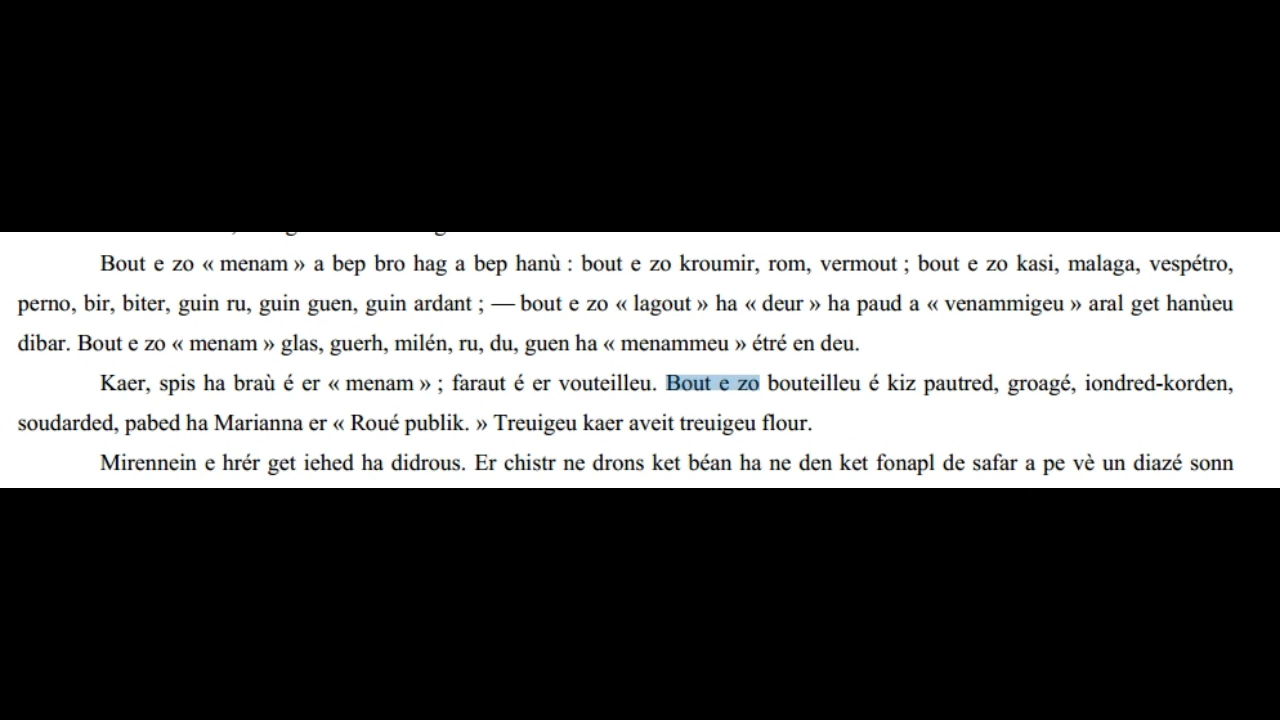 Bout e zo « menam » a bep bro hag a bep hanù : bout e zo kroumir, rom, vermout ; bout e zo kasi, malaga, vespétro,
perno, bir, biter, guin ru, guin guen, guin ardant ; — bout e zo « lagout » ha « deur » ha paud a « venammigeu » aral get hanùeu
dibar. Bout e zo « menam » glas, guerh, milén, ru, du, guen ha « menammeu » étré en deu.
Kaer, spis ha braù é er « menam » ; faraut é er vouteilleu. Bout e zo bouteilleu é kiz pautred, groagé, iondred-korden,
soudarded, pabed ha Marianna er « Roué publik. » Treuigeu kaer aveit treuigeu flour.
Mirennein e hrér get iehed ha didrous. Er chistr ne drons ket béan ha ne den ket fonapl de safar a pe vè un diazé sonn